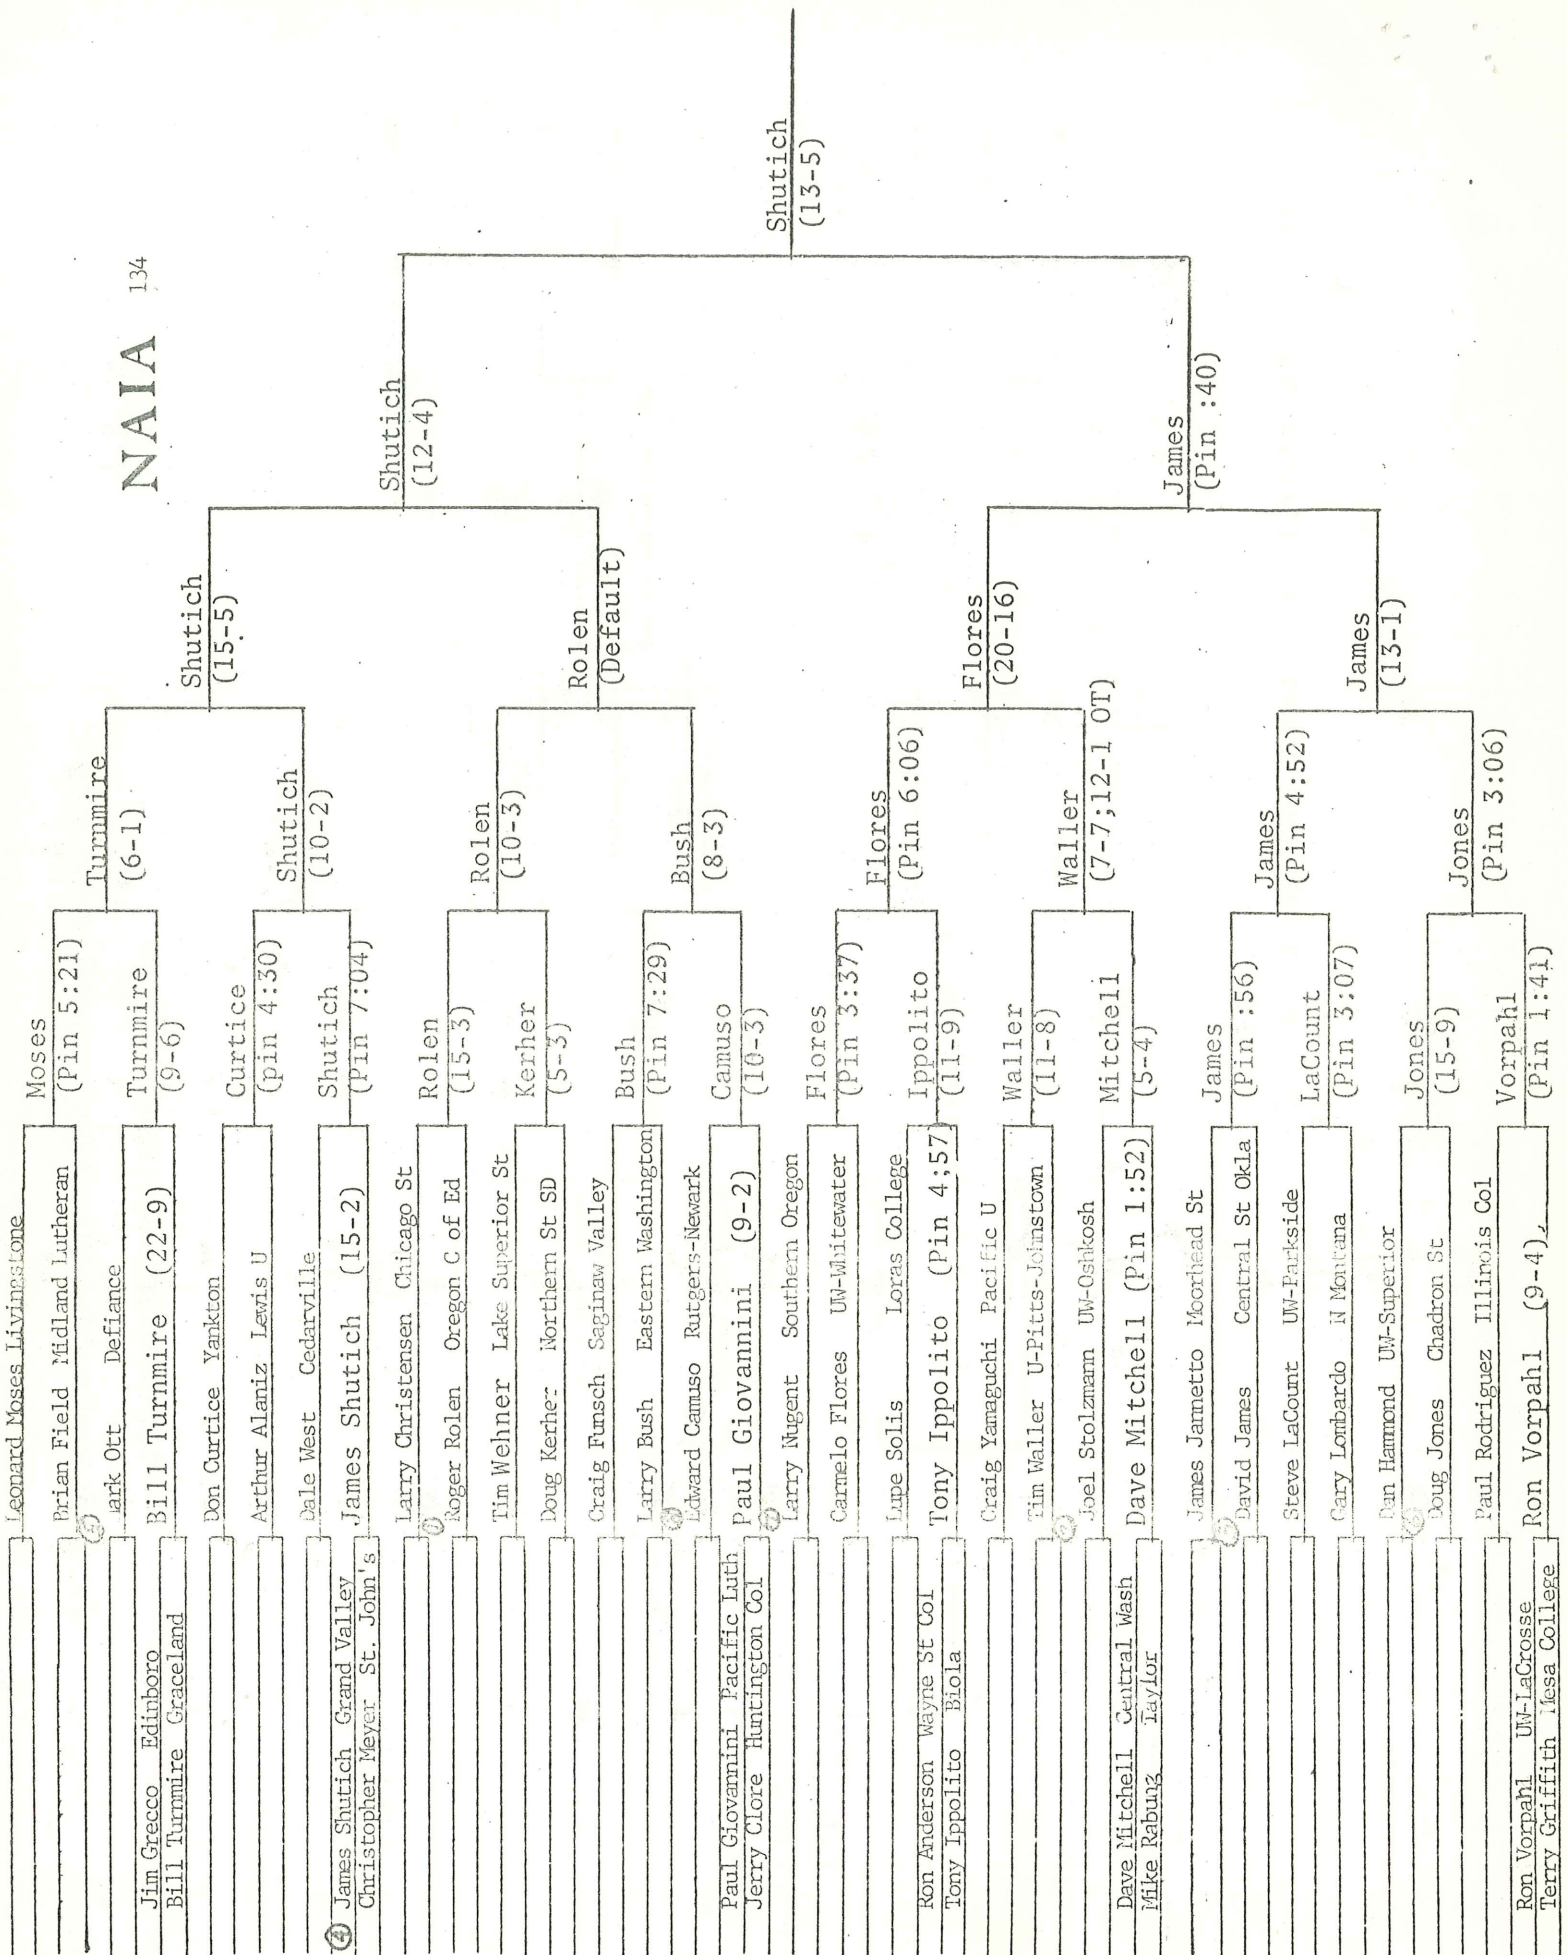 NAIA 134
Jim Grecco Edinboro
Bill Turnmire Graceland
④ James Shutich Grand Valley
Christopher Meyer St. John's
Paul Giovannini Pacific Luth
Jerry Clore Huntington Col
Ron Anderson Wayne St Col
Tony Ippolito Biola
Dave Mitchell Central Wash
Mike Rabung Taylor
Ron Vorpahl UW-LaCrosse
Terry Griffith Mesa College
Leonard Moses Livingstone
Brian Field Midland Lutheran
Ott Defiance
Bill Turnmire (22-9)
Don Curtice Yankton
Arthur Alaniz Lewis U
Dale West Cedarville
James Shutich (15-2)
Larry Christensen Chicago St
Roger Rolen Oregon C of Ed
Tim Wehner Lake Superior St
Doug Kerher Northern St SD
Craig Funsch Saginaw Valley
Larry Bush Eastern Washington
Edward Camuso Rutgers-Newark
Paul Giovannini (9-2)
Larry Nugent Southern Oregon
Carmelo Flores UW-Whitewater
Lupe Solis Loras College
Tony Ippolito (Pin 4;57)
Craig Yamaguchi Pacific U
Tim Waller U-Pitts-Johnstown
Joel Stolzmann UW-Oshkosh
Dave Mitchell (Pin 1:52)
James Jannetto Moorhead St
David James Central St Okla
Steve LaCount UW-Parkside
Gary Lombardo N Montana
Dan Hammond UW-Superior
Doug Jones Chadron St
Paul Rodriguez Illinois Col
Ron Vorpahl (9-4)
Moses
(Pin 5:21)
Turnmire
(9-6)
Curtice
(pin 4:30)
Shutich
(Pin 7:04)
Rolen
(15-3)
Kerher
(5-3)
Bush
(Pin 7:29)
Camuso
(10-3)
Flores
(Pin 3:37)
Ippolito
(11-9)
Waller
(11-8)
Mitchell
(5-4)
James
(Pin :56)
LaCount
(Pin 3:07)
Jones
(15-9)
Vorpahl
(Pin 1:41)
Turnmire
(6-1)
Shutich
(10-2)
Rolen
(10-3)
Bush
(8-3)
Flores
(Pin 6:06)
Waller
(7-7;12-1 OT)
James
(Pin 4:52)
Jones
(Pin 3:06)
Shutich
(15-5)
Rolen
(Default)
Flores
(20-16)
James
(13-1)
Shutich
(12-4)
James
(Pin :40)
Shutich
(13-5)